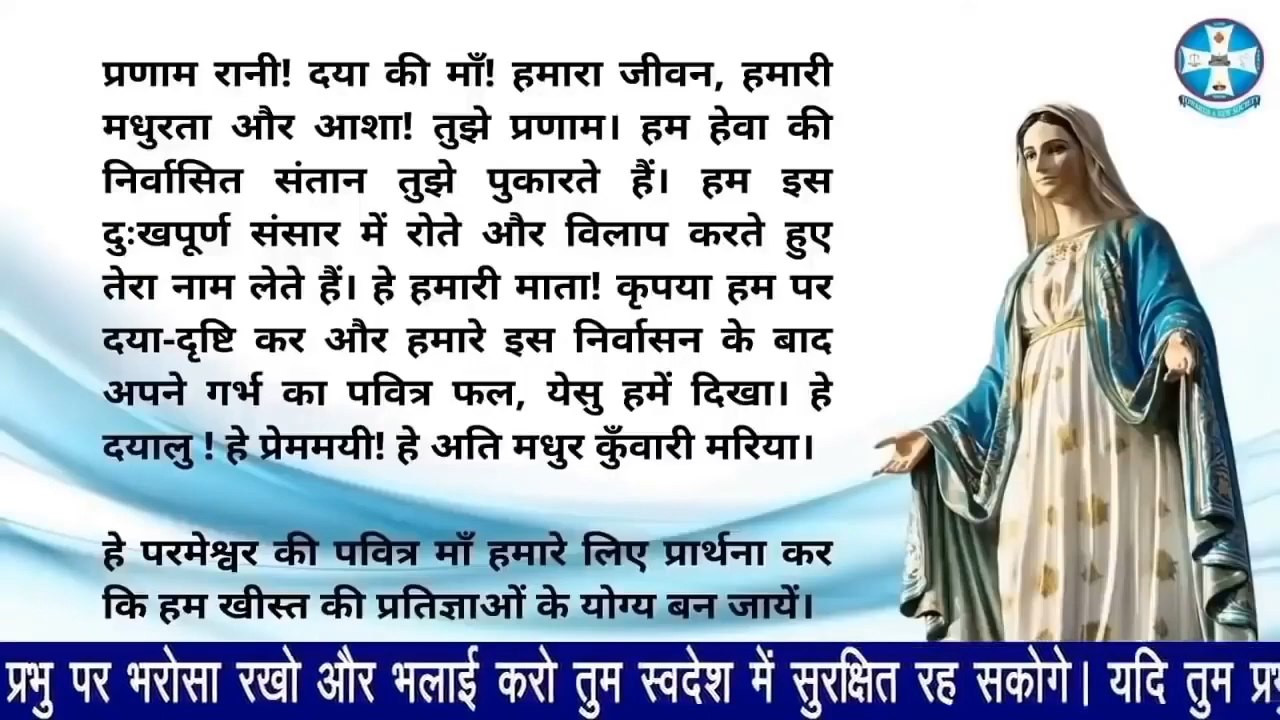 प्रणाम रानी! दया की माँ! हमारा जीवन, हमारी
मधुरता और आशा! तुझे प्रणाम। हम हेवा की
निर्वासित संतान तुझे पुकारते हैं। हम इस
दुःखपूर्ण संसार में रोते और विलाप करते हुए
तेरा नाम लेते हैं। हे हमारी माता! कृपया हम पर
दया-दृष्टि कर और हमारे इस निर्वासन के बाद
अपने गर्भ का पवित्र फल, येसु हमें दिखा। हे
दयालु ! हे प्रेममयी! हे अति मधुर कुँवारी मरिया।
हे परमेश्वर की पवित्र माँ हमारे लिए प्रार्थना कर
कि हम खीस्त की प्रतिज्ञाओं के योग्य बन जायें।
प्रभु पर भरोसा रखो और भलाई करो तुम स्वदेश में सुरक्षित रह सकोगे| यदि तुम
TOWARDS A NEW SOCIETY